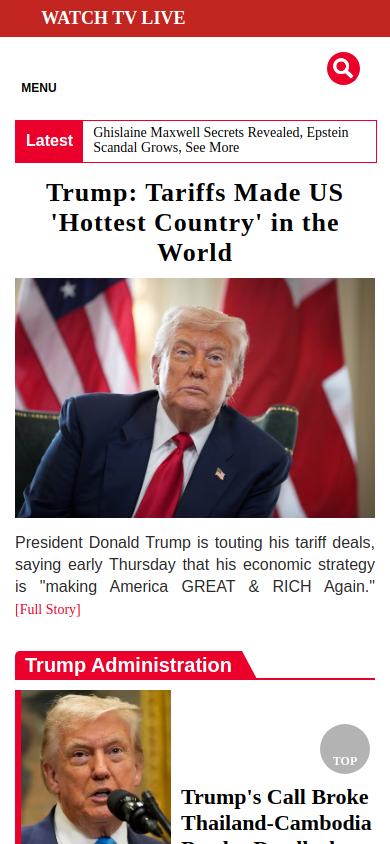 WATCH TV LIVE
MENU
Latest
Ghislaine Maxwell Secrets Revealed, Epstein
Scandal Grows, See More
Trump: Tariffs Made US
'Hottest Country' in the
World
President Donald Trump is touting his tariff deals,
saying early Thursday that his economic strategy
is "making America GREAT & RICH Again."
[Full Story]
Trump Administration
TOP
Trump's Call Broke
Thailand-Cambodia